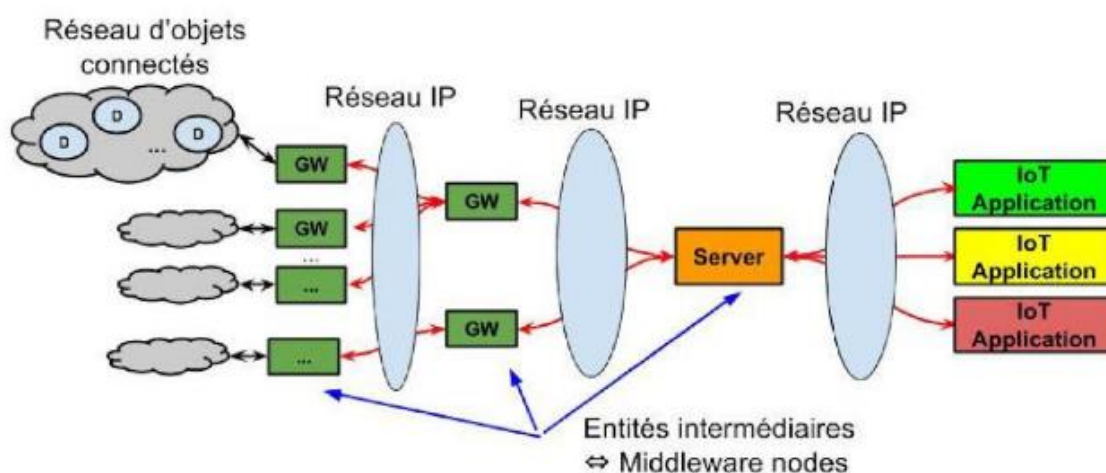 Réseau d'objets
connectés
D
D
D
...
Réseau IP
Réseau IP
Réseau IP
GW
GW
...
...
...
GW
GW
Server
IoT
Application
IoT
Application
IoT
Application
Entités intermédiaires
⇔ Middleware nodes